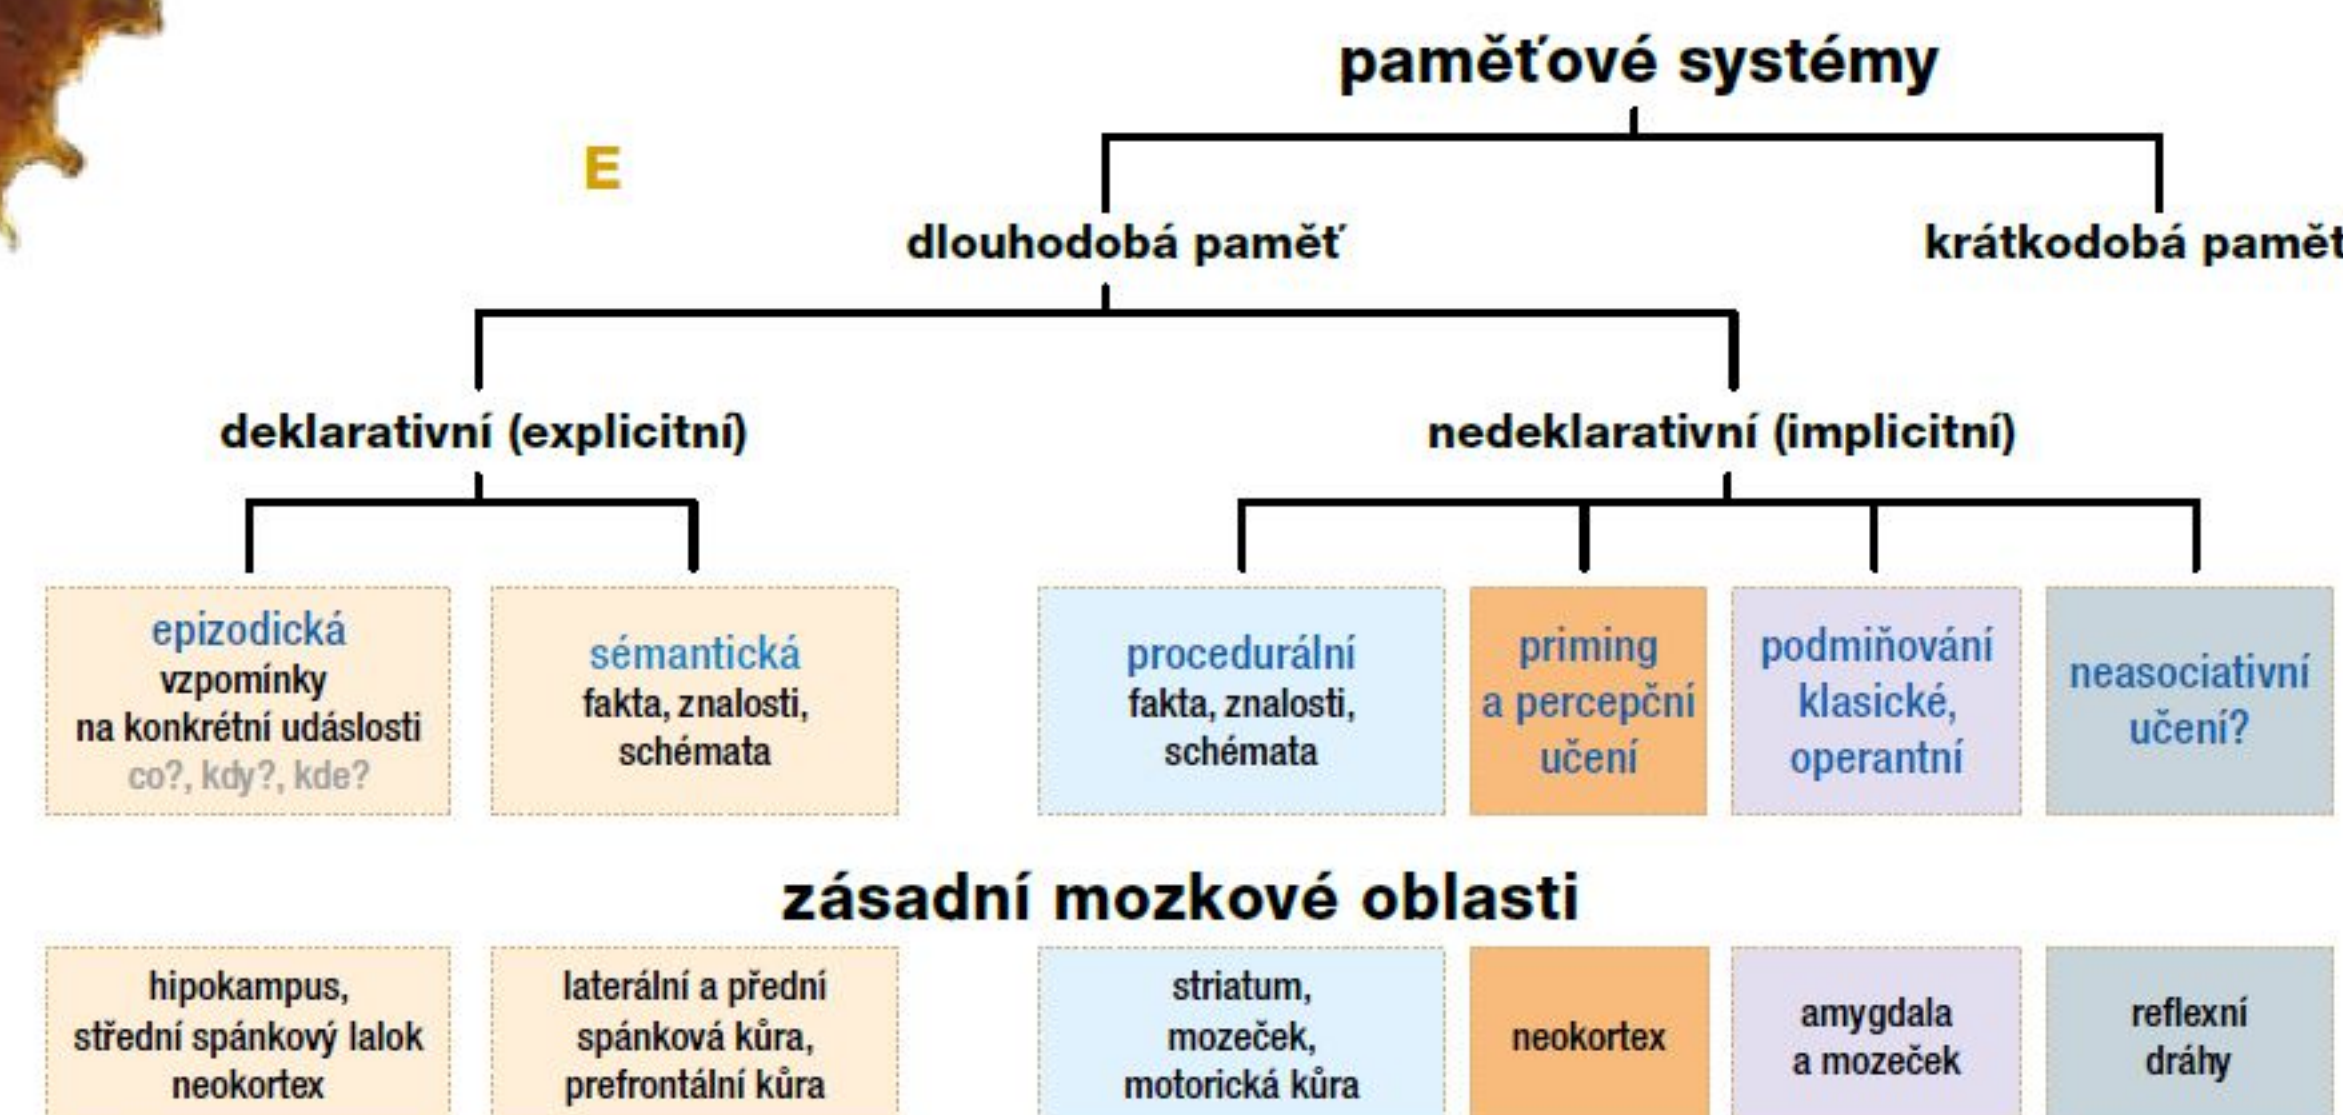 paměťové systémy
E
dlouhodobá paměť
krátkodobá pamět
deklarativní (explicitní)
nedeklarativní (implicitní)
epizodická
vzpomínky
na konkrétní udáslosti
co?, kdy?, kde?
sémantická
fakta, znalosti,
schémata
procedurální
fakta, znalosti,
schémata
priming
a percepční
učení
podmiňování
klasické,
operantní
neasociativní
učení?
zásadní mozkové oblasti
hipokampus,
střední spánkový lalok
neokortex
laterální a přední
spánková kůra,
prefrontální kůra
striatum,
mozeček,
motorická kůra
neokortex
amygdala
a mozeček
reflexní
dráhy